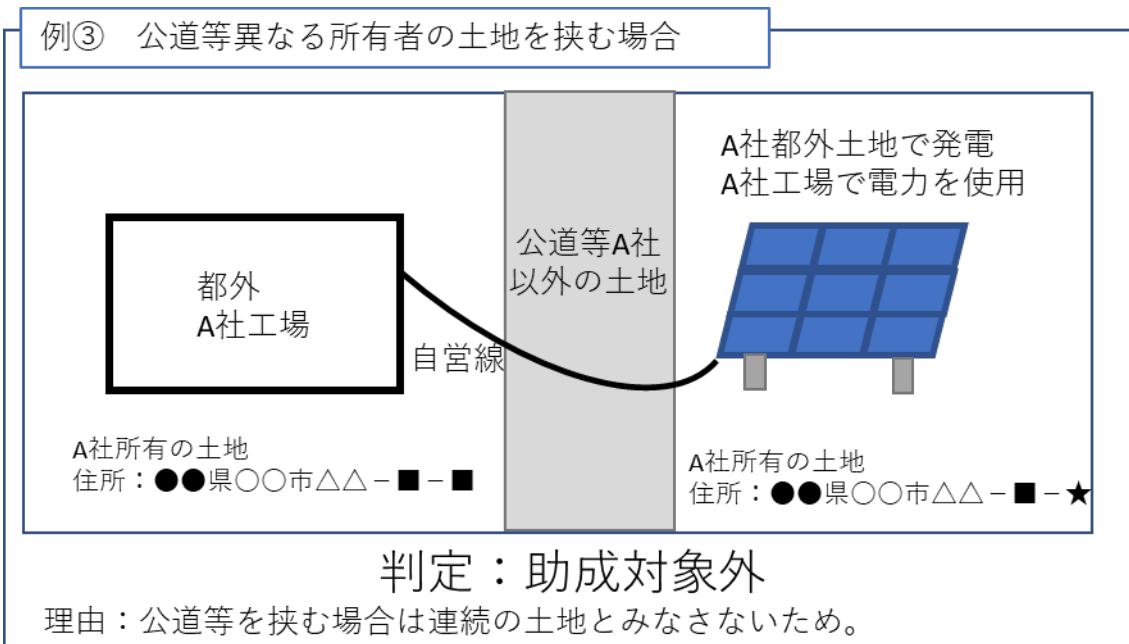 例③　公道等異なる所有者の土地を挟む場合
A社都外土地で発電
A社工場で電力を使用
公道等A社
以外の土地
都外
A社工場
自営線
A社所有の土地
住所：●●県○○市△△－■－■
A社所有の土地
住所：●●県○○市△△－■－★
判定：助成対象外
理由：公道等を挟む場合は連続の土地とみなさないため。